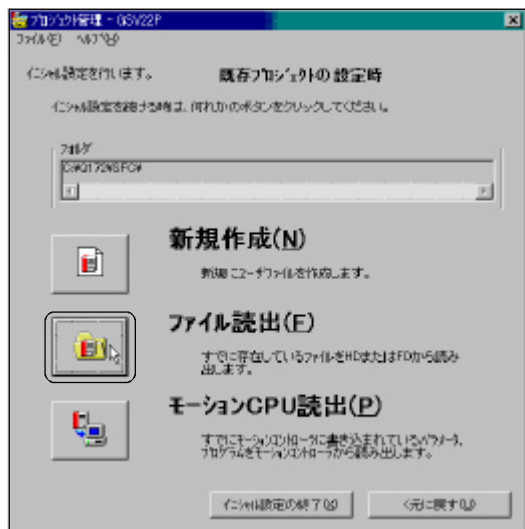 プロジェクト管理 - GSV22P
ファイル(F) ヘルプ(H)
イニシャル設定を行います。
既存プロジェクトの設定時
イニシャル設定を続ける時は、何れかのボタンをクリックしてください。
フォルダ
C:¥Q172¥SFC¥
新規作成(N)
新規にユーザファイルを作成します。
ファイル読出(F)
すでに存在しているファイルをHDまたはFDから読み
出します。
モーションCPU読出(P)
すでにモーションコントローラに書き込まれているパラメータ、
プログラムをモーションコントローラから読み出します。
イニシャル設定の終了(X)
<元に戻す(U)